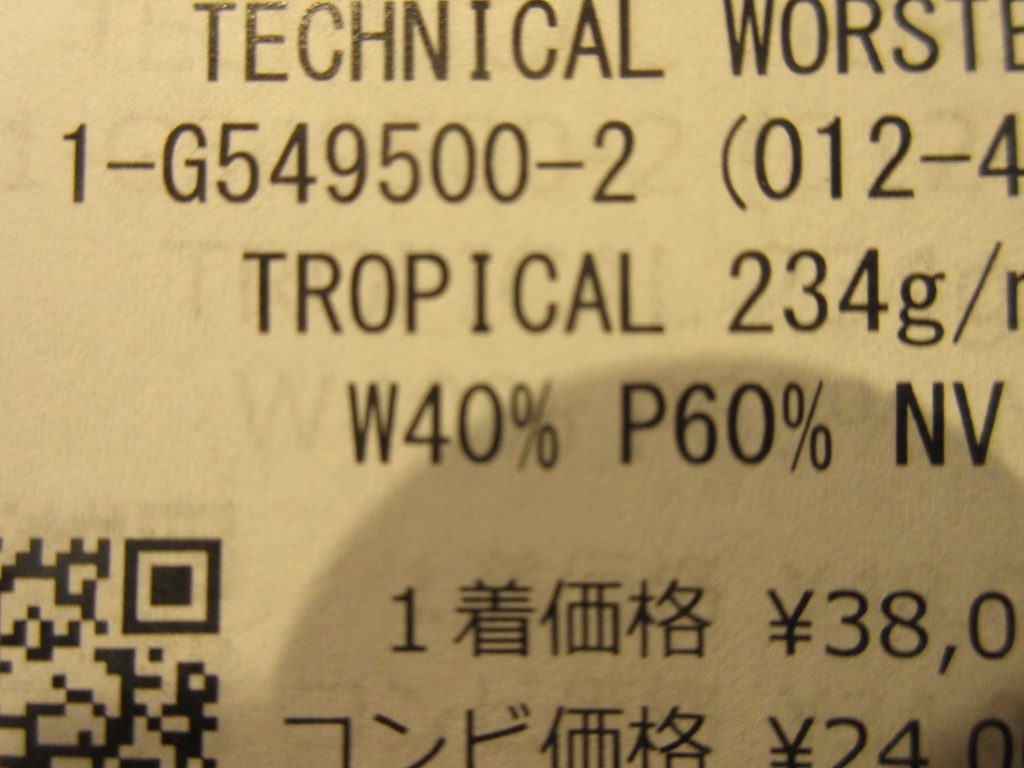 TECHNICAL WORSTE
1-G549500-2 (012-4
TROPICAL 234g/
W40% P60% NV
1着価格 ¥38,0
コンビ価格 ¥24,0